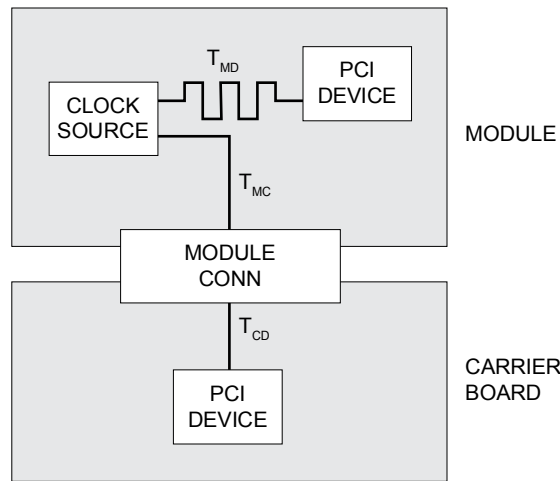 T_MD
PCI
DEVICE
CLOCK
SOURCE
MODULE
T_MC
MODULE
CONN
T_CD
CARRIER
BOARD
PCI
DEVICE